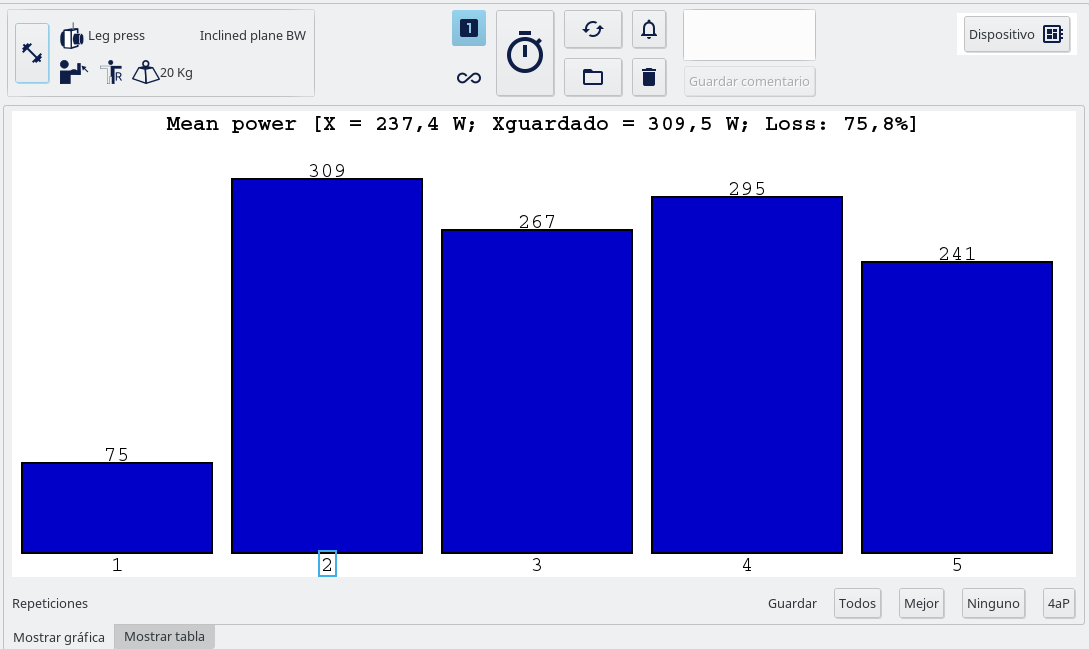 Leg press Inclined plane BW
1
Dispositivo
R
20 Kg
Guardar comentario
Mean power [X = 237,4 W; Xguardado = 309,5 W; Loss: 75,8%]
309
295
267
241
75
1 2 3 4 5
Repeticiones Guardar Todos Mejor Ninguno 4aP
Mostrar gráfica Mostrar tabla